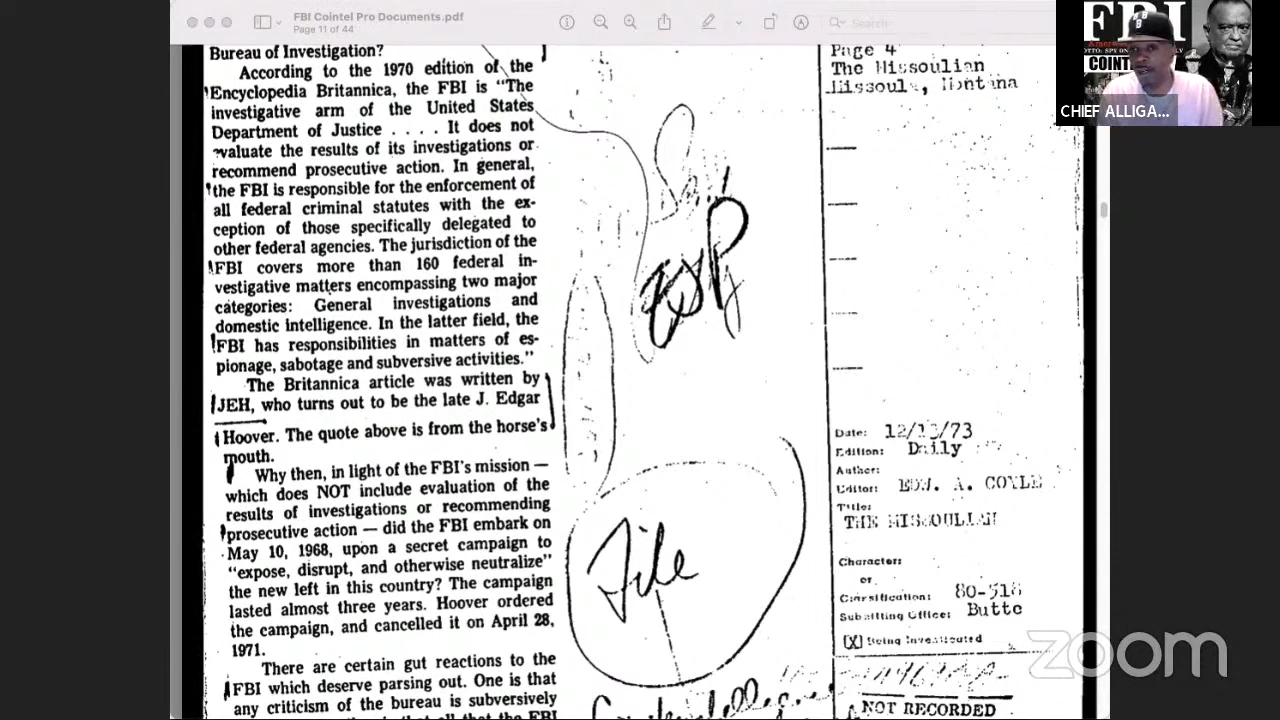 FBI Cointel Pro Documents.pdf
Page 11 of 44
Search
FBI
COINT
CHIEF ALLIGA...
Bureau of Investigation?
According to the 1970 edition of the
Encyclopedia Britannica, the FBI is "The
investigative arm of the United States
Department of Justice . . . . It does not
evaluate the results of its investigations or
recommend prosecutive action. In general,
the FBI is responsible for the enforcement of
all federal criminal statutes with the ex-
ception of those specifically delegated to
other federal agencies. The jurisdiction of the
FBI covers more than 160 federal in-
vestigative matters encompassing two major
categories: General investigations and
domestic intelligence. In the latter field, the
FBI has responsibilities in matters of es-
pionage, sabotage and subversive activities."
The Britannica article was written by
JEH, who turns out to be the late J. Edgar
Hoover. The quote above is from the horse's
mouth.
Why then, in light of the FBI's mission —
which does NOT include evaluation of the
results of investigations or recommending
prosecutive action — did the FBI embark on
May 10, 1968, upon a secret campaign to
"expose, disrupt, and otherwise neutralize"
the new left in this country? The campaign
lasted almost three years. Hoover ordered
the campaign, and cancelled it on April 28,
1971.
There are certain gut reactions to the
FBI which deserve parsing out. One is that
any criticism of the bureau is subversively
File
Page 4
The Missoulian
Missoula, Montana
Date: 12/13/73
Edition: Daily
Author:
Editor: EDW. A. COYLE
Title:
THE MISSOULIAN
Character:
or
Classification: 80-518
Submitting Office: Butte
[X] Being Investigated
NOT RECORDED
zoom